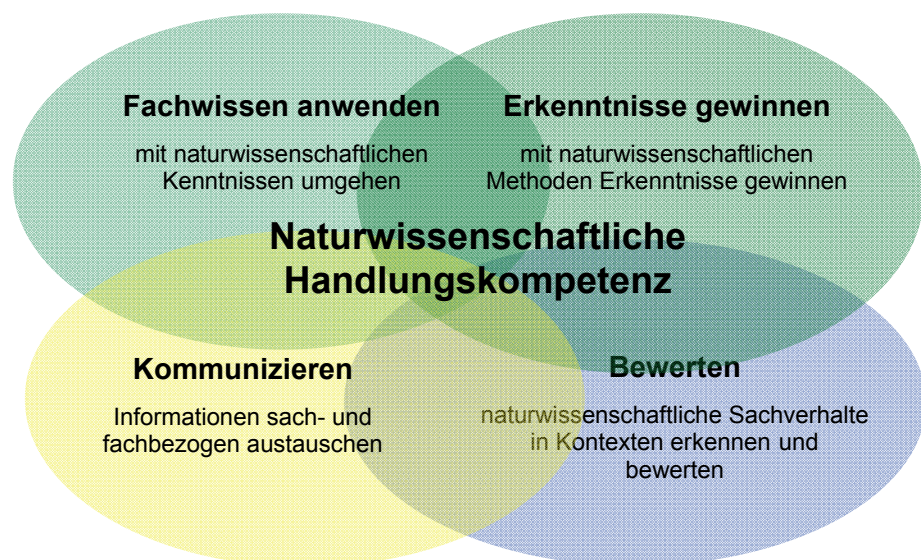 Fachwissen anwenden
mit naturwissenschaftlichen
Kenntnissen umgehen
Erkenntnisse gewinnen
mit naturwissenschaftlichen
Methoden Erkenntnisse gewinnen
Naturwissenschaftliche
Handlungskompetenz
Kommunizieren
Informationen sach- und
fachbezogen austauschen
Bewerten
naturwissenschaftliche Sachverhalte
in Kontexten erkennen und
bewerten